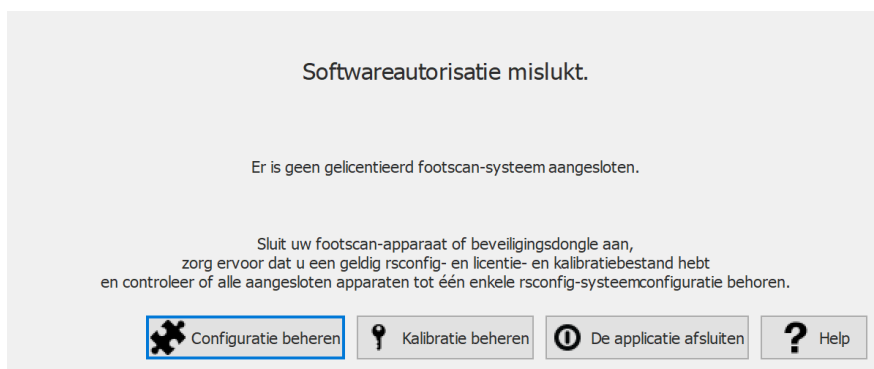 Softwareautorisatie mislukt.
Er is geen gelicentieerd footscan-systeem aangesloten.
Sluit uw footscan-apparaat of beveiligingsdongle aan,
zorg ervoor dat u een geldig rsconfig- en licentie- en kalibratiebestand hebt
en controleer of alle aangesloten apparaten tot één enkele rsconfig-systeemconfiguratie behoren.
Configuratie beheren Kalibratie beheren De applicatie afsluiten ? Help